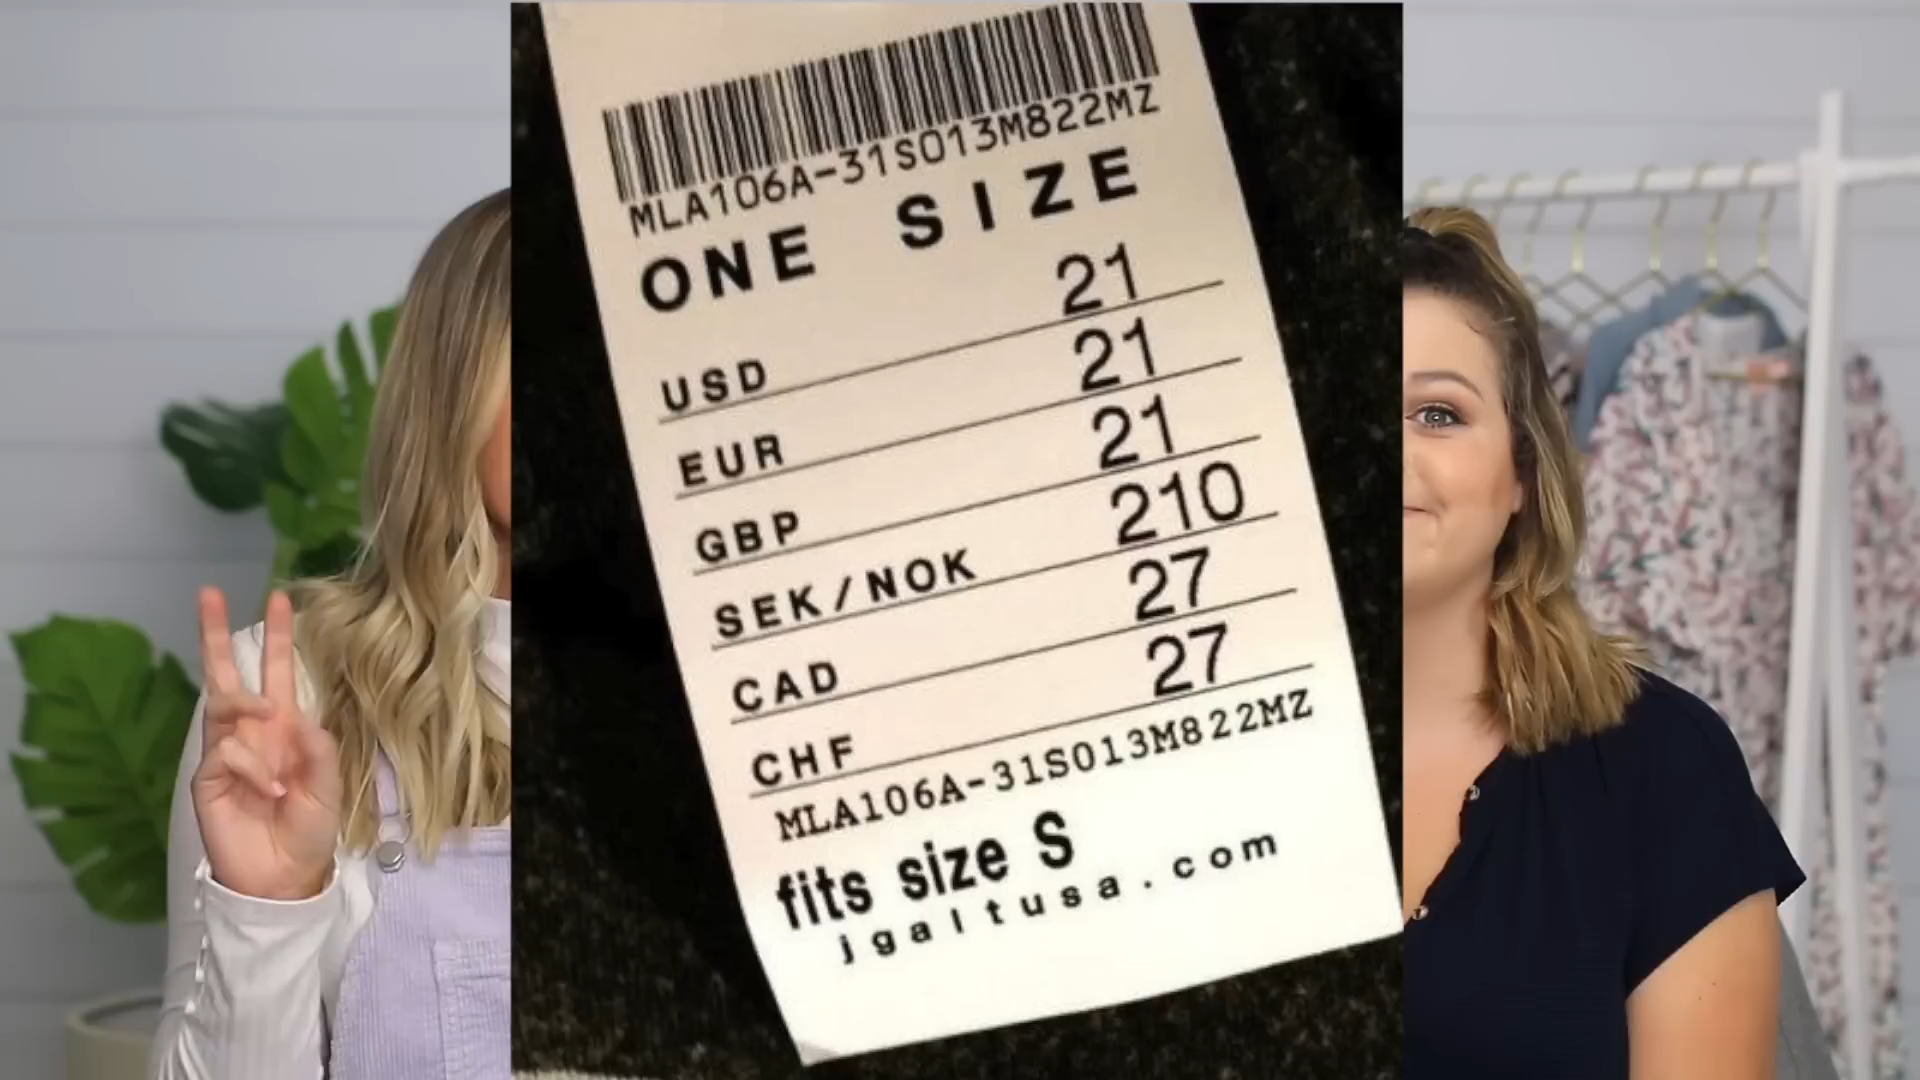 MLA106A-31S013M822MZ
ONE SIZE
USD 21
EUR 21
GBP 21
SEK/NOK 210
CAD 27
CHF 27
MLA106A-31S013M822MZ
fits size S
jgaltusa.com